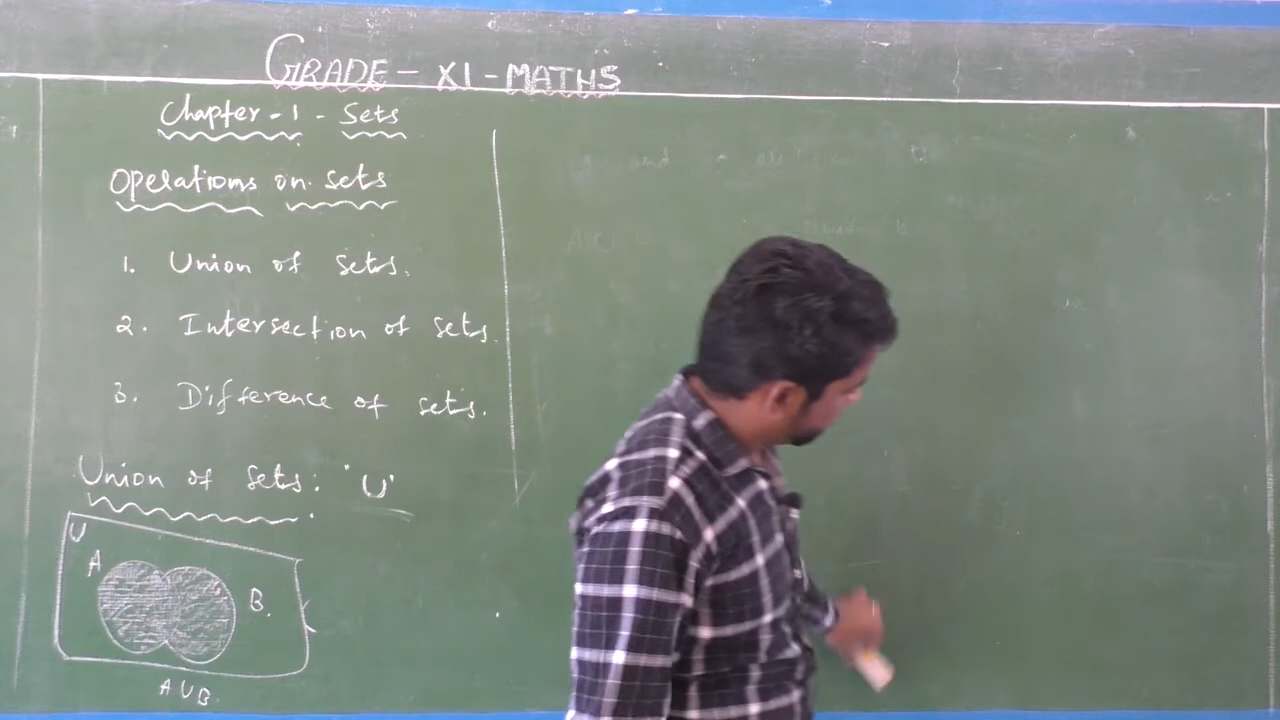 GRADE - XI - MATHS
Chapter - 1 - Sets
Operations on sets
1. Union of sets.
2. Intersection of sets.
3. Difference of sets.
Union of sets: 'U'
U
A
B.
A U B.